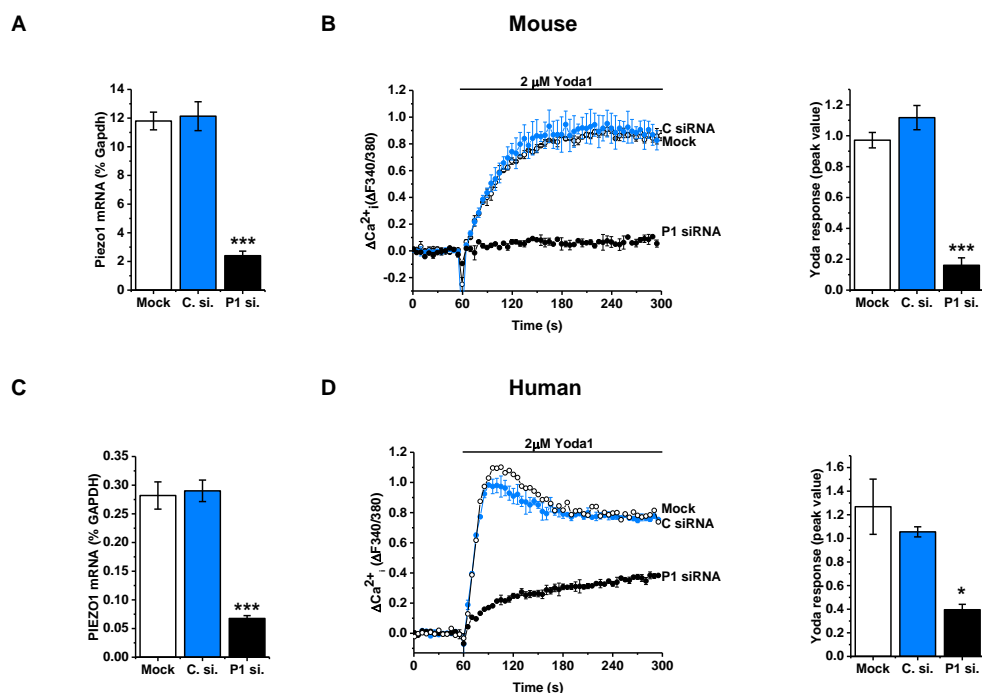 A
B
Mouse
Piezo1 mRNA (% Gapdh)
14
12
10
8
6
4
2
0
***
Mock
C. si.
P1 si.
2 μM Yoda1
ΔCa²⁺ᵢ(ΔF340/380)
1.0
0.8
0.6
0.4
0.2
0.0
-0.2
C siRNA
Mock
P1 siRNA
0
60
120
180
240
300
Time (s)
Yoda response (peak value)
1.2
1.0
0.8
0.6
0.4
0.2
0.0
***
Mock
C. si.
P1 si.
C
D
Human
PIEZO1 mRNA (% GAPDH)
0.35
0.30
0.25
0.20
0.15
0.10
0.05
0.00
***
Mock
C. si.
P1 si.
2μM Yoda1
ΔCa²⁺ᵢ (ΔF340/380)
1.2
1.0
0.8
0.6
0.4
0.2
0.0
Mock
C siRNA
P1 siRNA
0
60
120
180
240
300
Time (s)
Yoda response (peak value)
1.6
1.4
1.2
1.0
0.8
0.6
0.4
0.2
0.0
*
Mock
C. si.
P1 si.